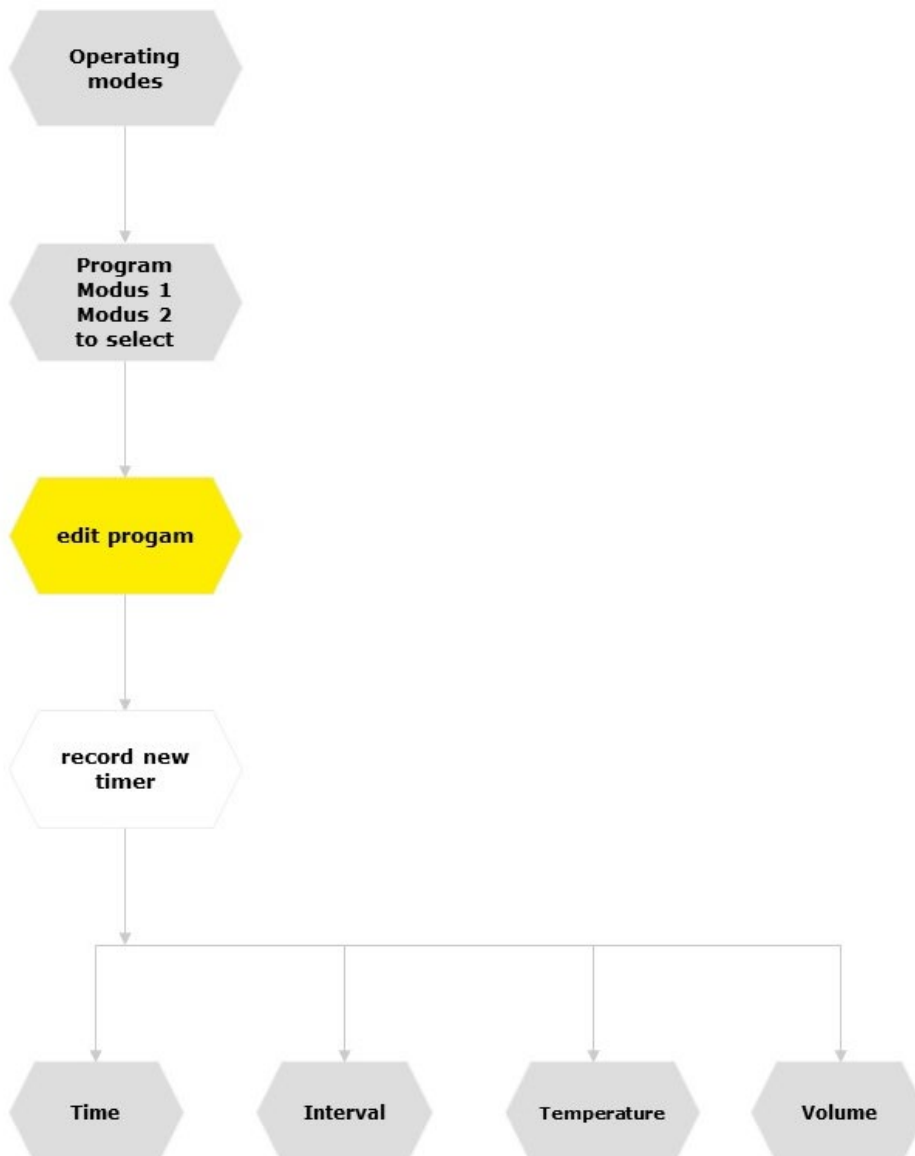 Operating
modes
Program
Modus 1
Modus 2
to select
edit progam
record new
timer
Time
Interval
Temperature
Volume